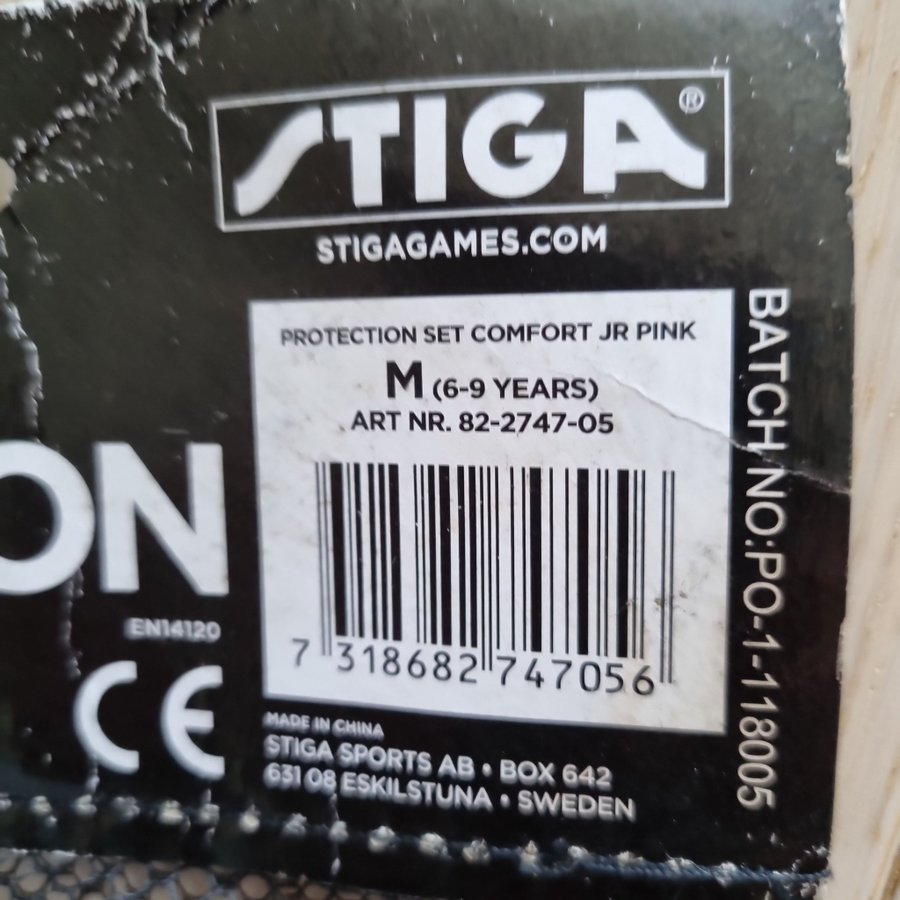 STIGA®
STIGAGAMES.COM
PROTECTION SET COMFORT JR PINK
M (6-9 YEARS)
ART NR. 82-2747-05
7 318682 747056
BATCH NO:PO-1-118005
ON
EN14120
CE
MADE IN CHINA
STIGA SPORTS AB • BOX 642
631 08 ESKILSTUNA • SWEDEN